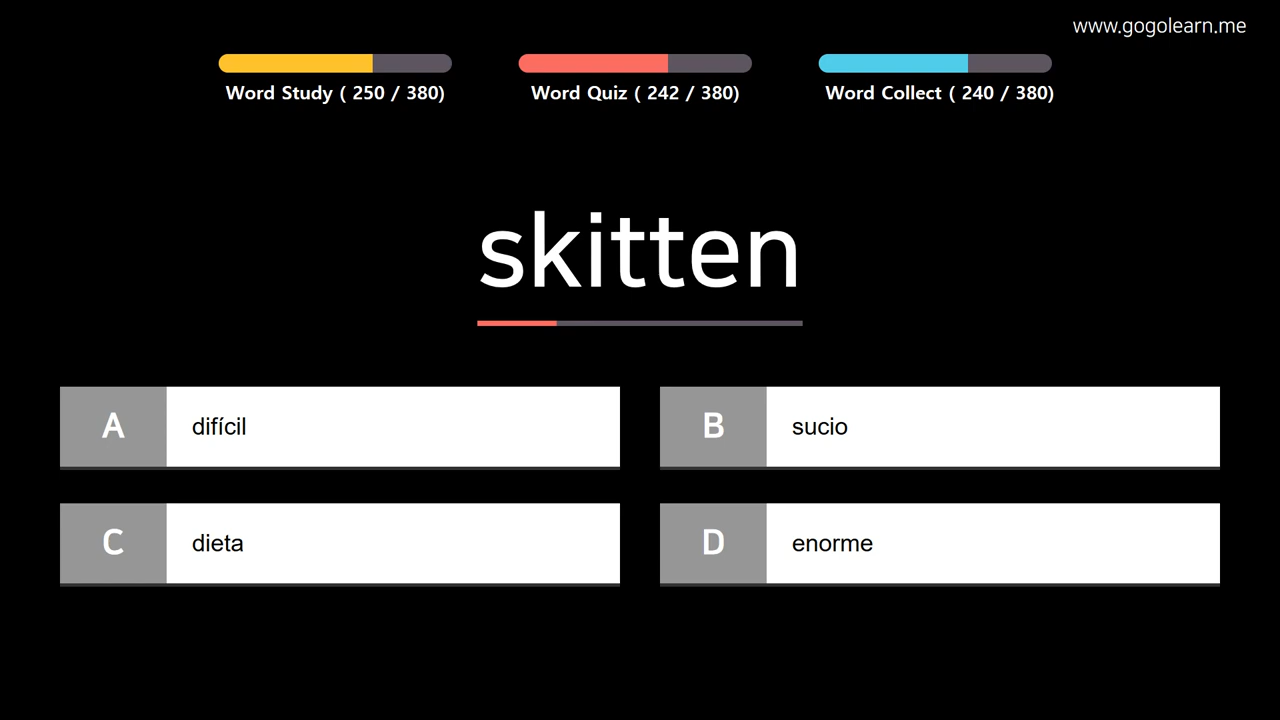 www.gogolearn.me
Word Study ( 250 / 380)
Word Quiz ( 242 / 380)
Word Collect ( 240 / 380)
skitten
A difícil
B sucio
C dieta
D enorme